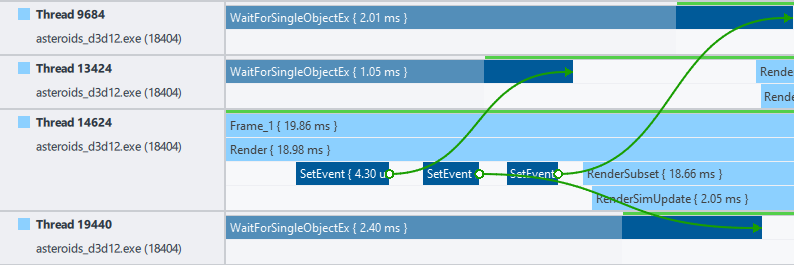 Thread 9684
WaitForSingleObjectEx { 2.01 ms }
asteroids_d3d12.exe (18404)
Thread 13424
WaitForSingleObjectEx { 1.05 ms }
Rende
asteroids_d3d12.exe (18404)
Rende
Thread 14624
Frame_1 { 19.86 ms }
asteroids_d3d12.exe (18404)
Render { 18.98 ms }
SetEvent { 4.30 u
SetEvent
SetEvent
RenderSubset { 18.66 ms }
RenderSimUpdate { 2.05 ms }
Thread 19440
WaitForSingleObjectEx { 2.40 ms }
asteroids_d3d12.exe (18404)